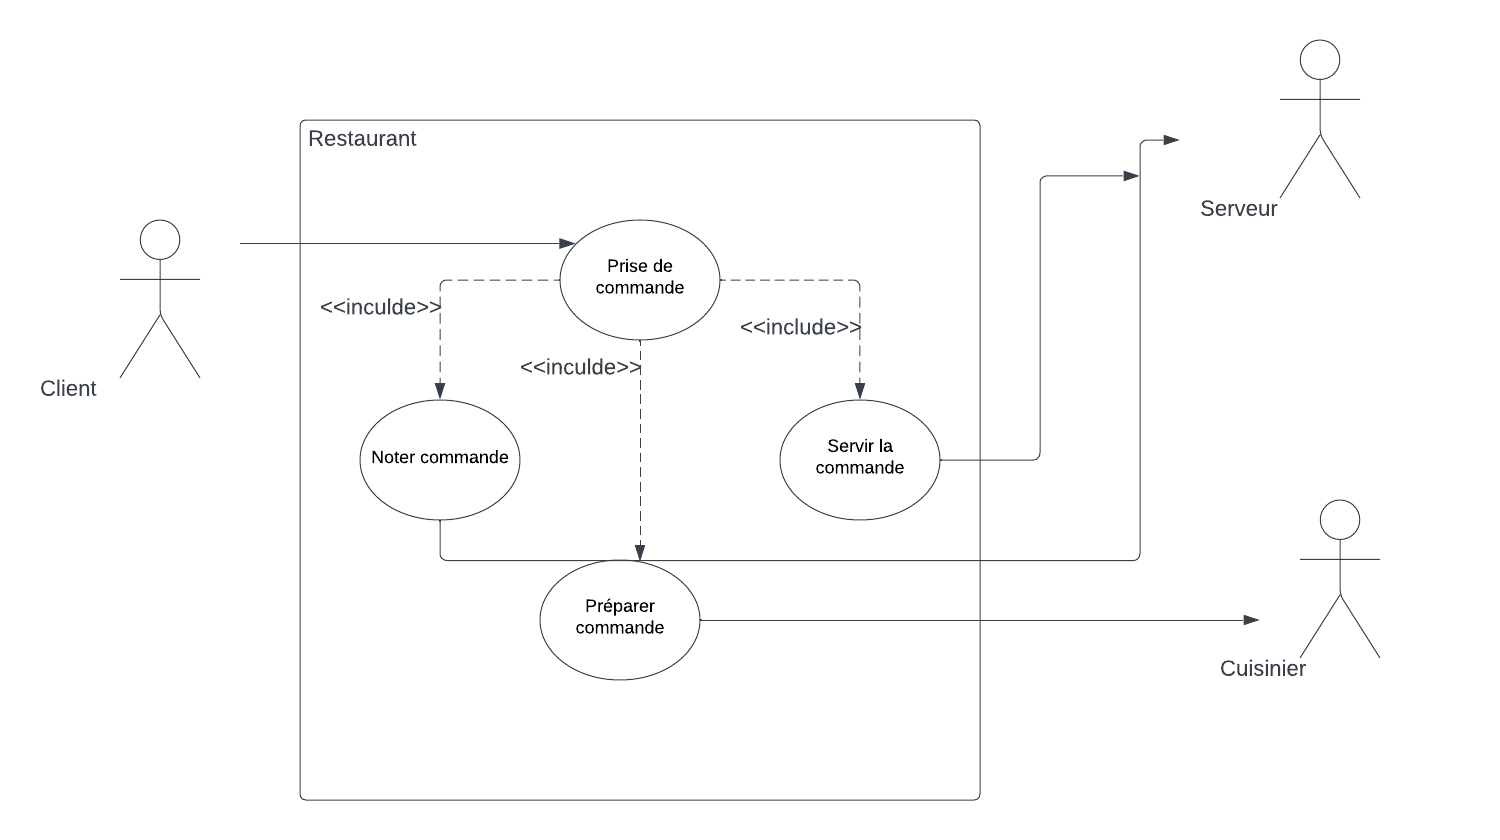 Restaurant
Serveur
Prise de
commande
<<inculde>>
<<include>>
<<inculde>>
Client
Noter commande
Servir la
commande
Préparer
commande
Cuisinier